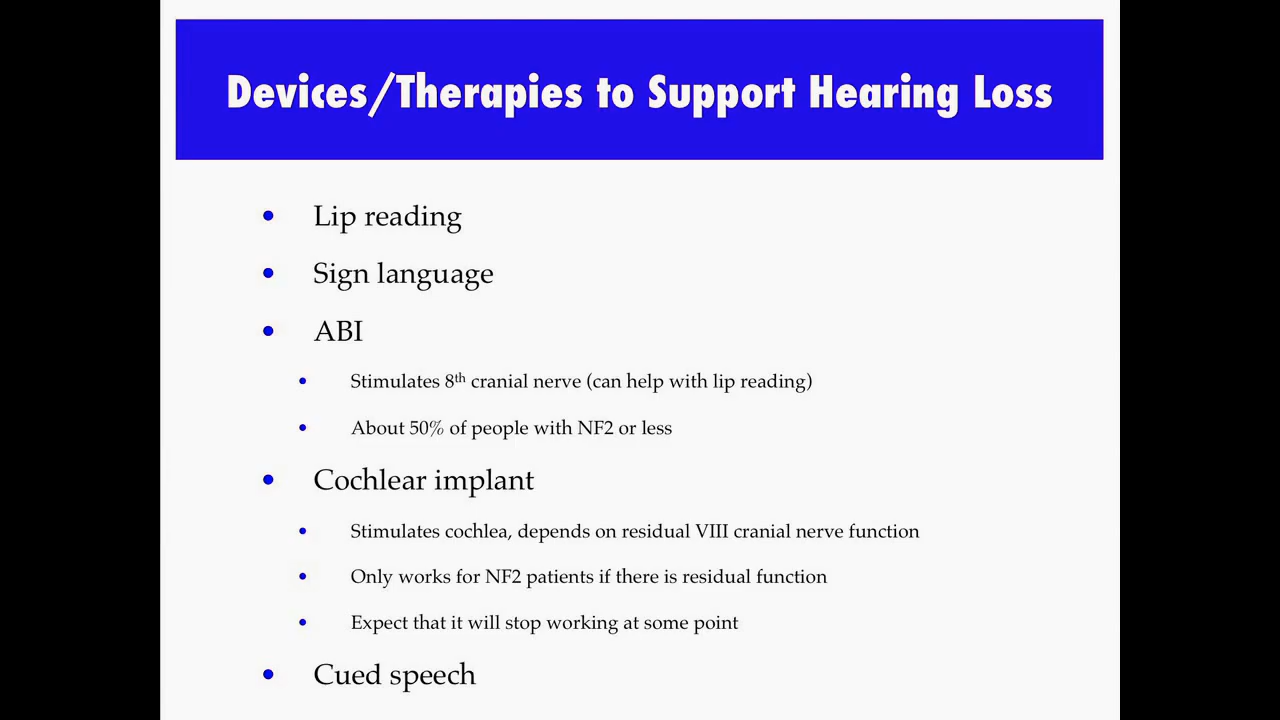 Devices/Therapies to Support Hearing Loss
• Lip reading
• Sign language
• ABI
• Stimulates 8th cranial nerve (can help with lip reading)
• About 50% of people with NF2 or less
• Cochlear implant
• Stimulates cochlea, depends on residual VIII cranial nerve function
• Only works for NF2 patients if there is residual function
• Expect that it will stop working at some point
• Cued speech